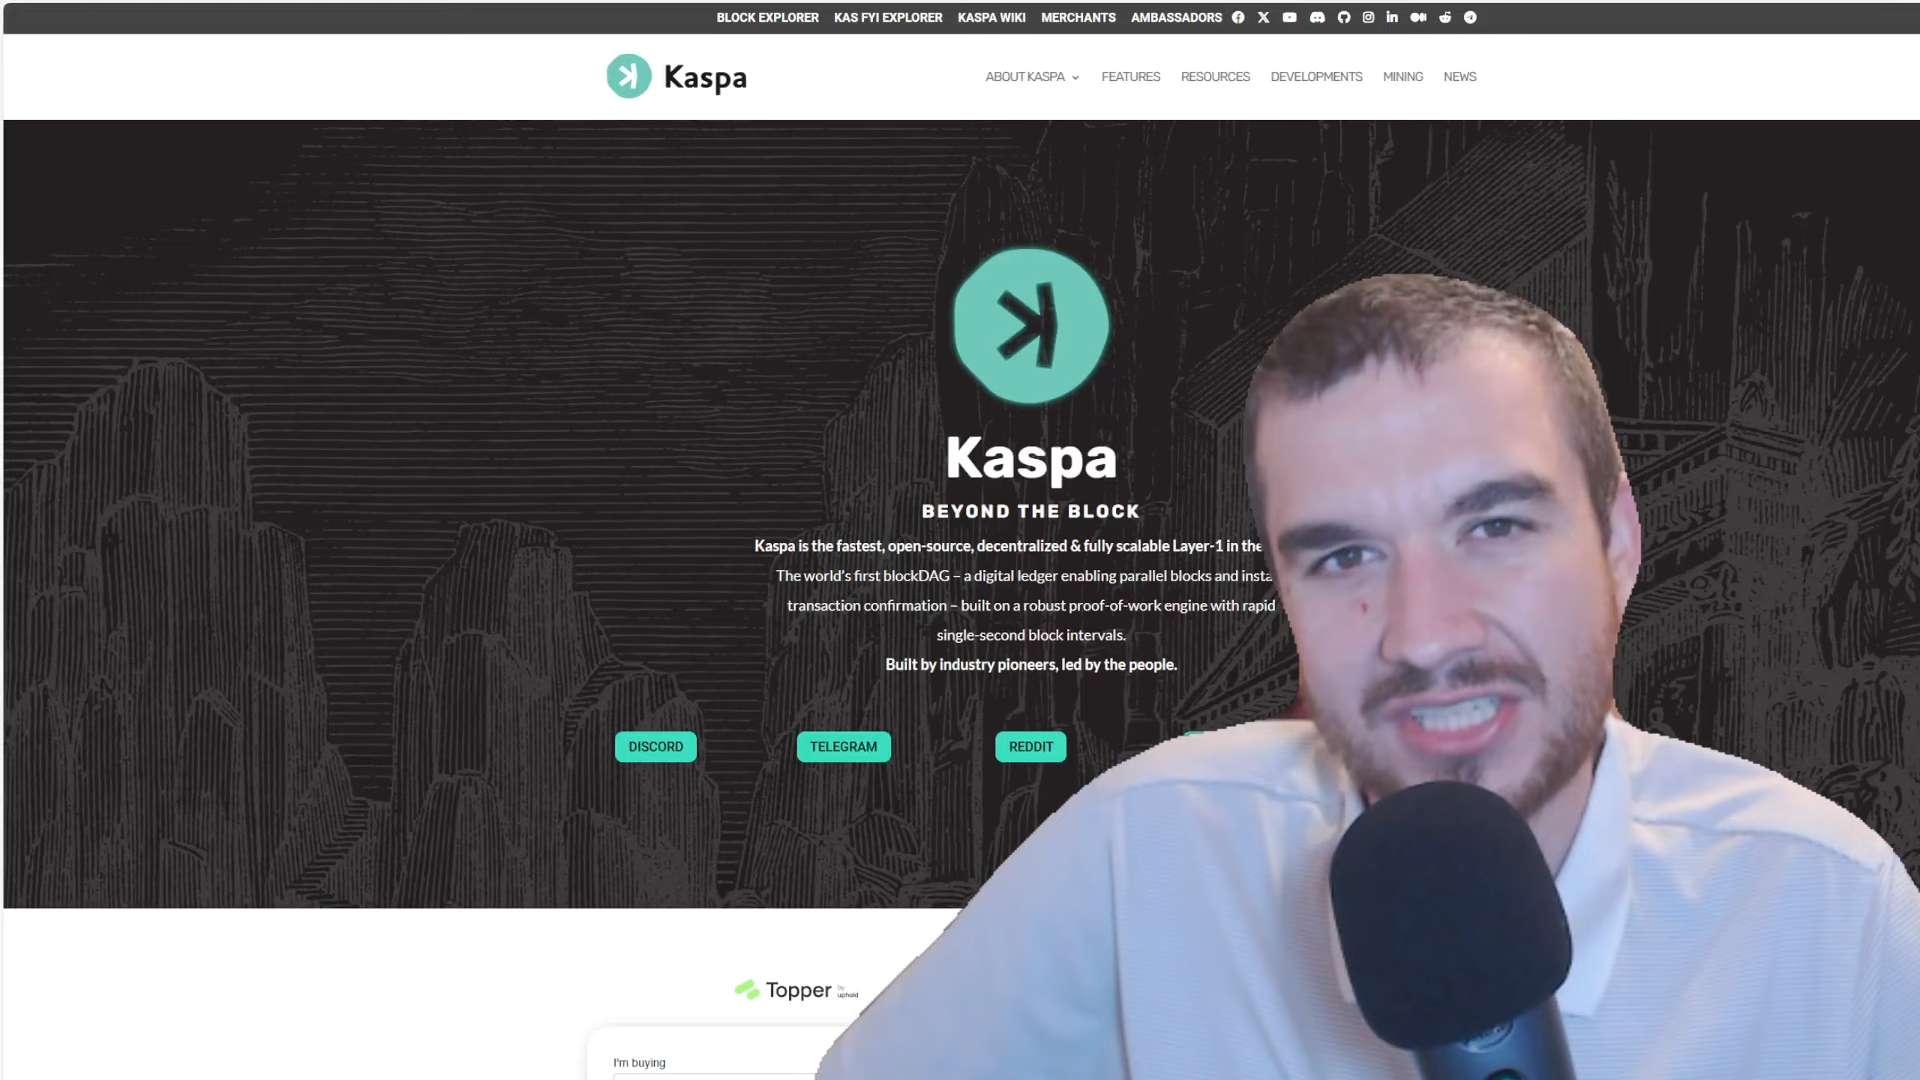 BLOCK EXPLORER KAS FYI EXPLORER KASPA WIKI MERCHANTS AMBASSADORS
Kaspa
ABOUT KASPA FEATURES RESOURCES DEVELOPMENTS MINING NEWS
Kaspa
BEYOND THE BLOCK
Kaspa is the fastest, open-source, decentralized & fully scalable Layer-1 in the
The world's first blockDAG – a digital ledger enabling parallel blocks and insta
transaction confirmation – built on a robust proof-of-work engine with rapid
single-second block intervals.
Built by industry pioneers, led by the people.
DISCORD TELEGRAM REDDIT
Topper by uphold
I'm buying